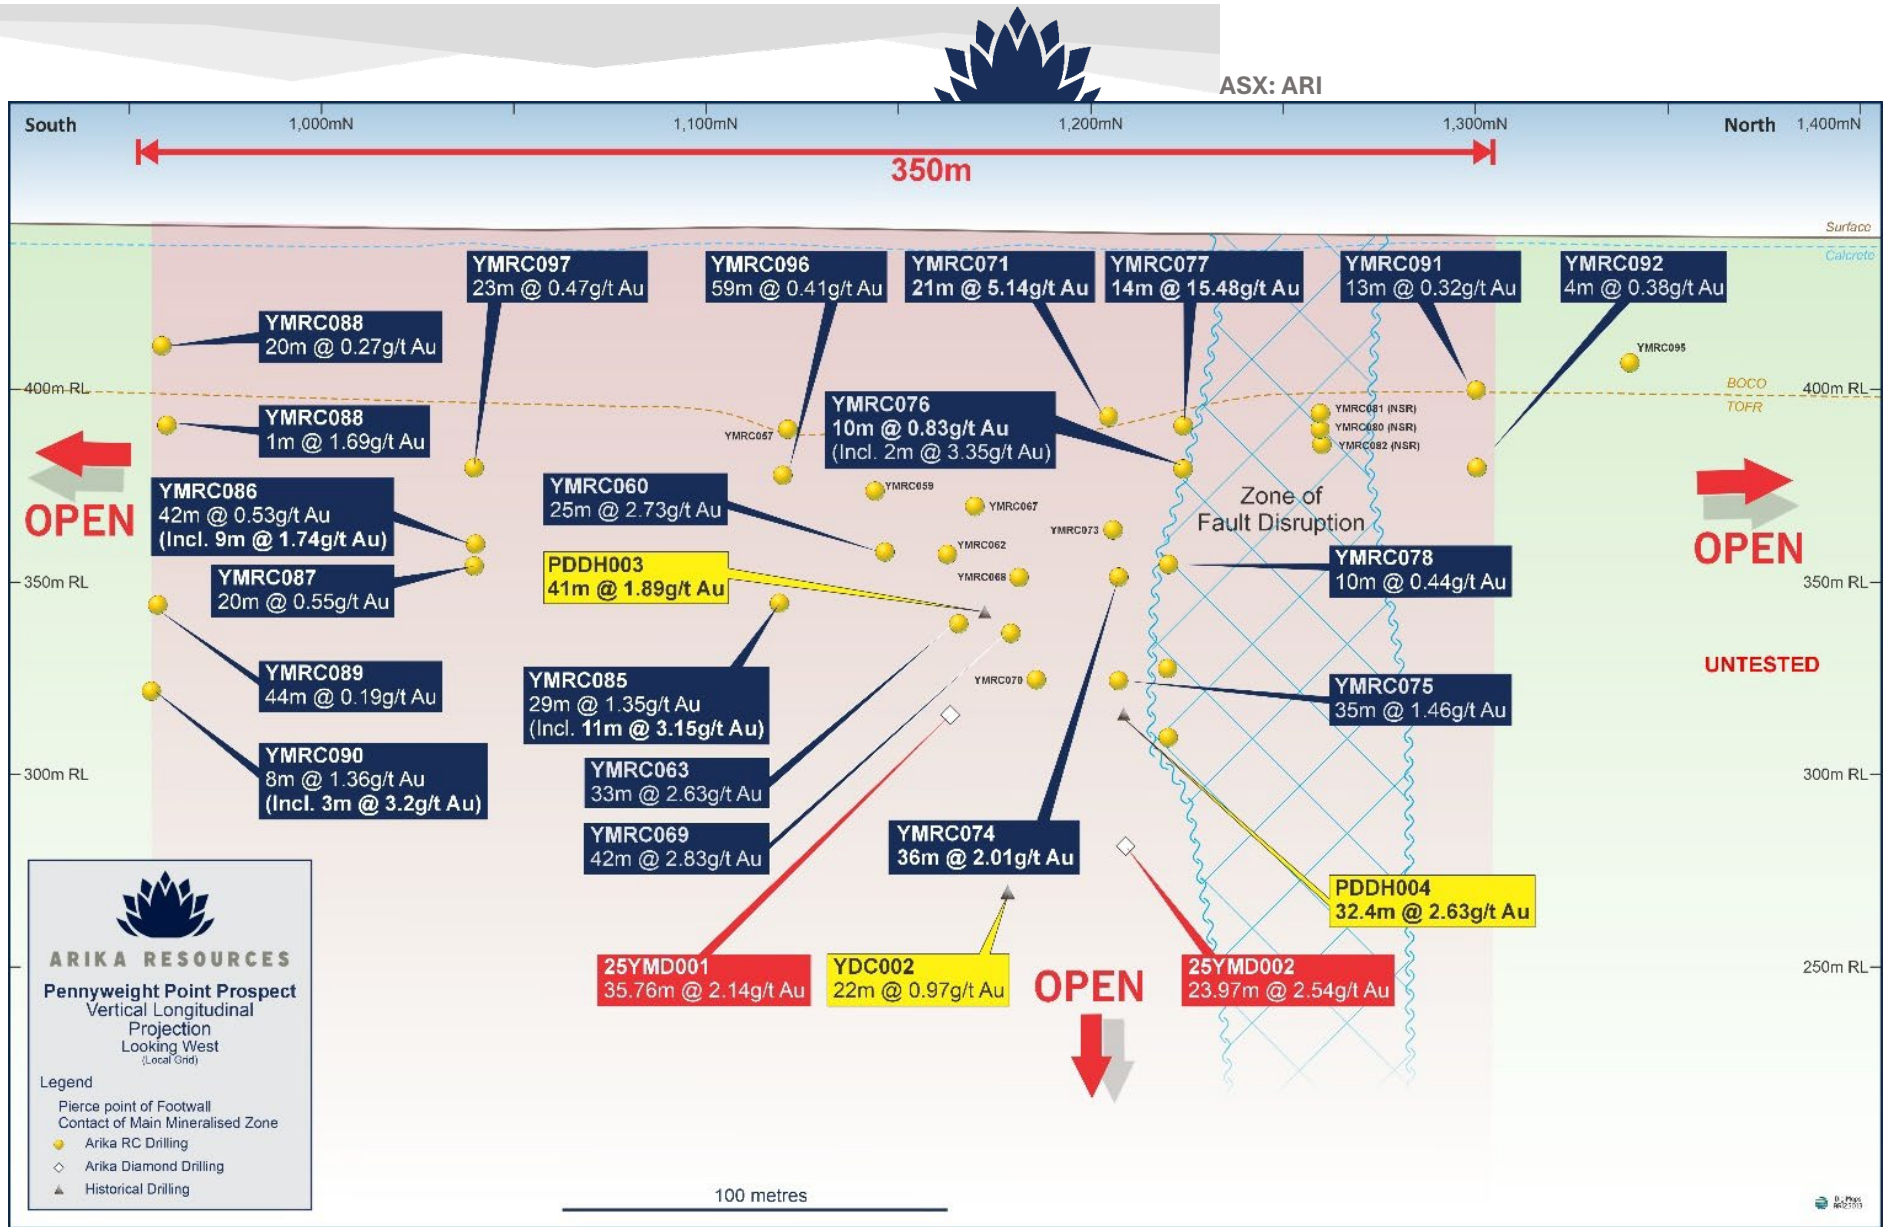 ASX: ARI
South
1,000mN
1,100mN
1,200mN
1,300mN
North
1,400mN
350m
Surface
Calcrete
YMRC097
23m @ 0.47g/t Au
YMRC096
59m @ 0.41g/t Au
YMRC071
21m @ 5.14g/t Au
YMRC077
14m @ 15.48g/t Au
YMRC091
13m @ 0.32g/t Au
YMRC092
4m @ 0.38g/t Au
YMRC088
20m @ 0.27g/t Au
YMRC095
400m RL
BOCO
TOFR
400m RL
YMRC088
1m @ 1.69g/t Au
YMRC057
YMRC076
10m @ 0.83g/t Au
(Incl. 2m @ 3.35g/t Au)
YMRC081 (NSR)
YMRC080 (NSR)
YMRC082 (NSR)
OPEN
YMRC086
42m @ 0.53g/t Au
(Incl. 9m @ 1.74g/t Au)
YMRC060
25m @ 2.73g/t Au
YMRC059
YMRC067
YMRC073
Zone of
Fault Disruption
OPEN
YMRC062
YMRC068
PDDH003
41m @ 1.89g/t Au
YMRC078
10m @ 0.44g/t Au
YMRC087
20m @ 0.55g/t Au
350m RL
350m RL
YMRC089
44m @ 0.19g/t Au
YMRC085
29m @ 1.35g/t Au
(Incl. 11m @ 3.15g/t Au)
YMRC070
YMRC075
35m @ 1.46g/t Au
UNTESTED
YMRC090
8m @ 1.36g/t Au
(Incl. 3m @ 3.2g/t Au)
YMRC063
33m @ 2.63g/t Au
300m RL
300m RL
YMRC069
42m @ 2.83g/t Au
YMRC074
36m @ 2.01g/t Au
PDDH004
32.4m @ 2.63g/t Au
25YMD001
35.76m @ 2.14g/t Au
YDC002
22m @ 0.97g/t Au
OPEN
25YMD002
23.97m @ 2.54g/t Au
250m RL
ARIKA RESOURCES
Pennyweight Point Prospect
Vertical Longitudinal
Projection
Looking West
(Local Grid)
Legend
Pierce point of Footwall
Contact of Main Mineralised Zone
Arika RC Drilling
Arika Diamond Drilling
Historical Drilling
100 metres